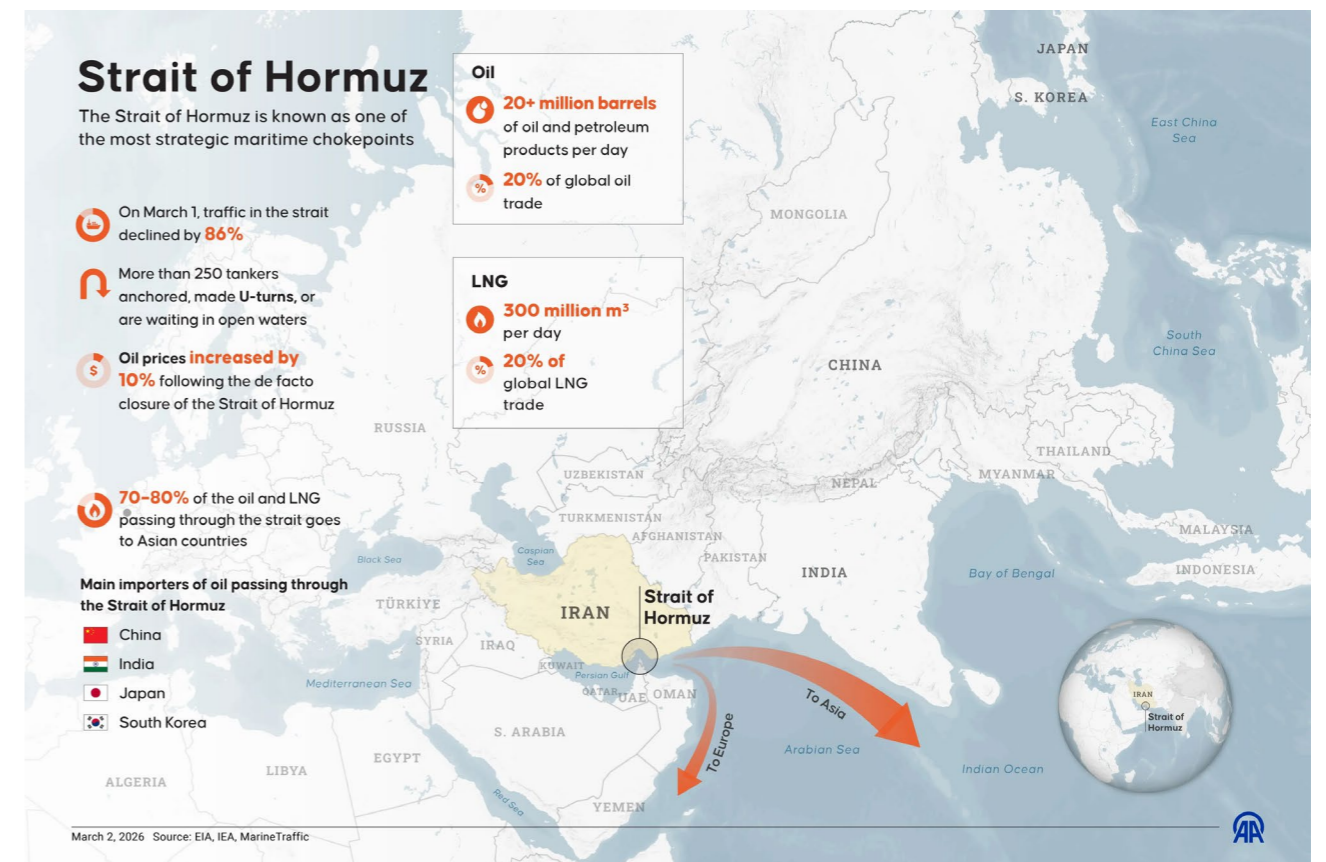 Strait of Hormuz
The Strait of Hormuz is known as one of
the most strategic maritime chokepoints
On March 1, traffic in the strait
declined by 86%
More than 250 tankers
anchored, made U-turns, or
are waiting in open waters
$
Oil prices increased by
10% following the de facto
closure of the Strait of Hormuz
70-80% of the oil and LNG
passing through the strait goes
to Asian countries
Main importers of oil passing through
the Strait of Hormuz
China
India
Japan
South Korea
Oil
20+ million barrels
of oil and petroleum
products per day
%
20% of global oil
trade
LNG
300 million m³
per day
%
20% of
global LNG
trade
JAPAN
S. KOREA
East China
Sea
MONGOLIA
CHINA
South
China Sea
RUSSIA
UZBEKISTAN
THAILAND
MYANMAR
NEPAL
TURKMENISTAN
AFGHANISTAN
PAKISTAN
MALAYSIA
INDONESIA
Black Sea
Caspian
Sea
INDIA
Bay of Bengal
TÜRKİYE
IRAN
Strait of
Hormuz
SYRIA
IRAQ
KUWAIT
Persian Gulf
QATAR
UAE
OMAN
Mediterranean Sea
To Asia
To Europe
S. ARABIA
Arabian Sea
Indian Ocean
EGYPT
LIBYA
ALGERIA
Red Sea
YEMEN
IRAN
Strait of
Hormuz
March 2, 2026 Source: EIA, IEA, MarineTraffic
AA